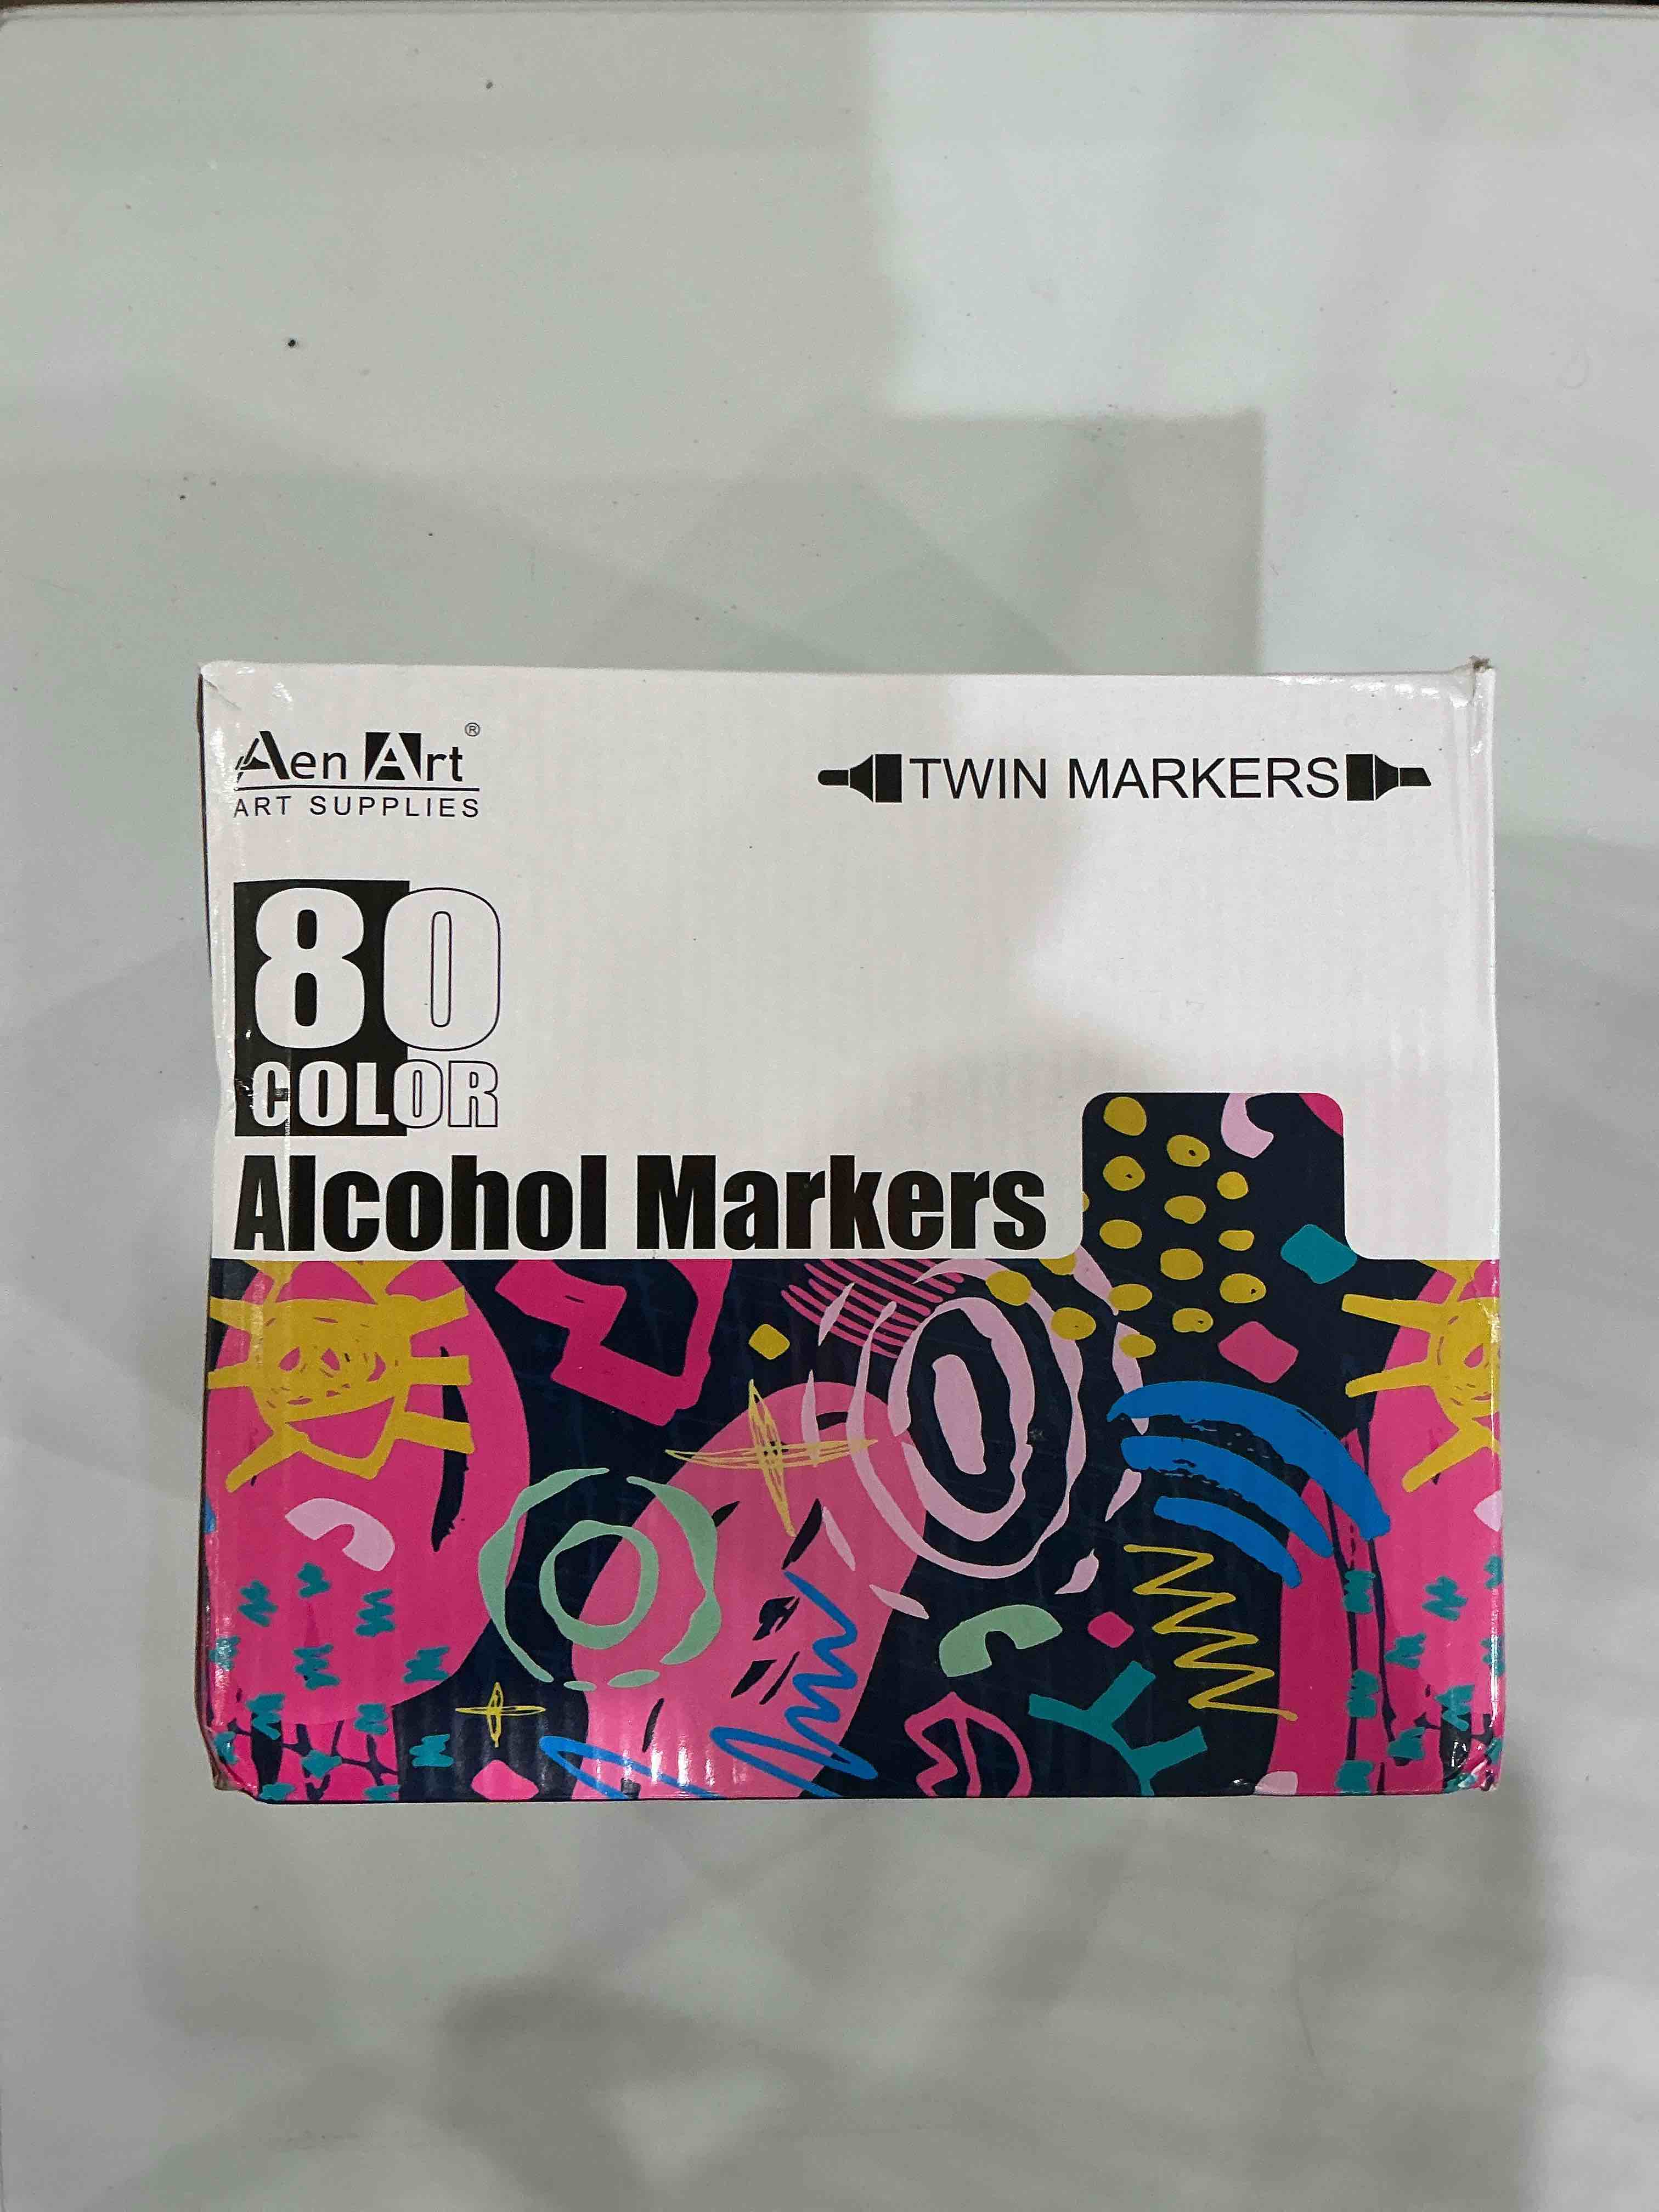 Aen Art®
ART SUPPLIES
TWIN MARKERS
80
COLOR
Alcohol Markers